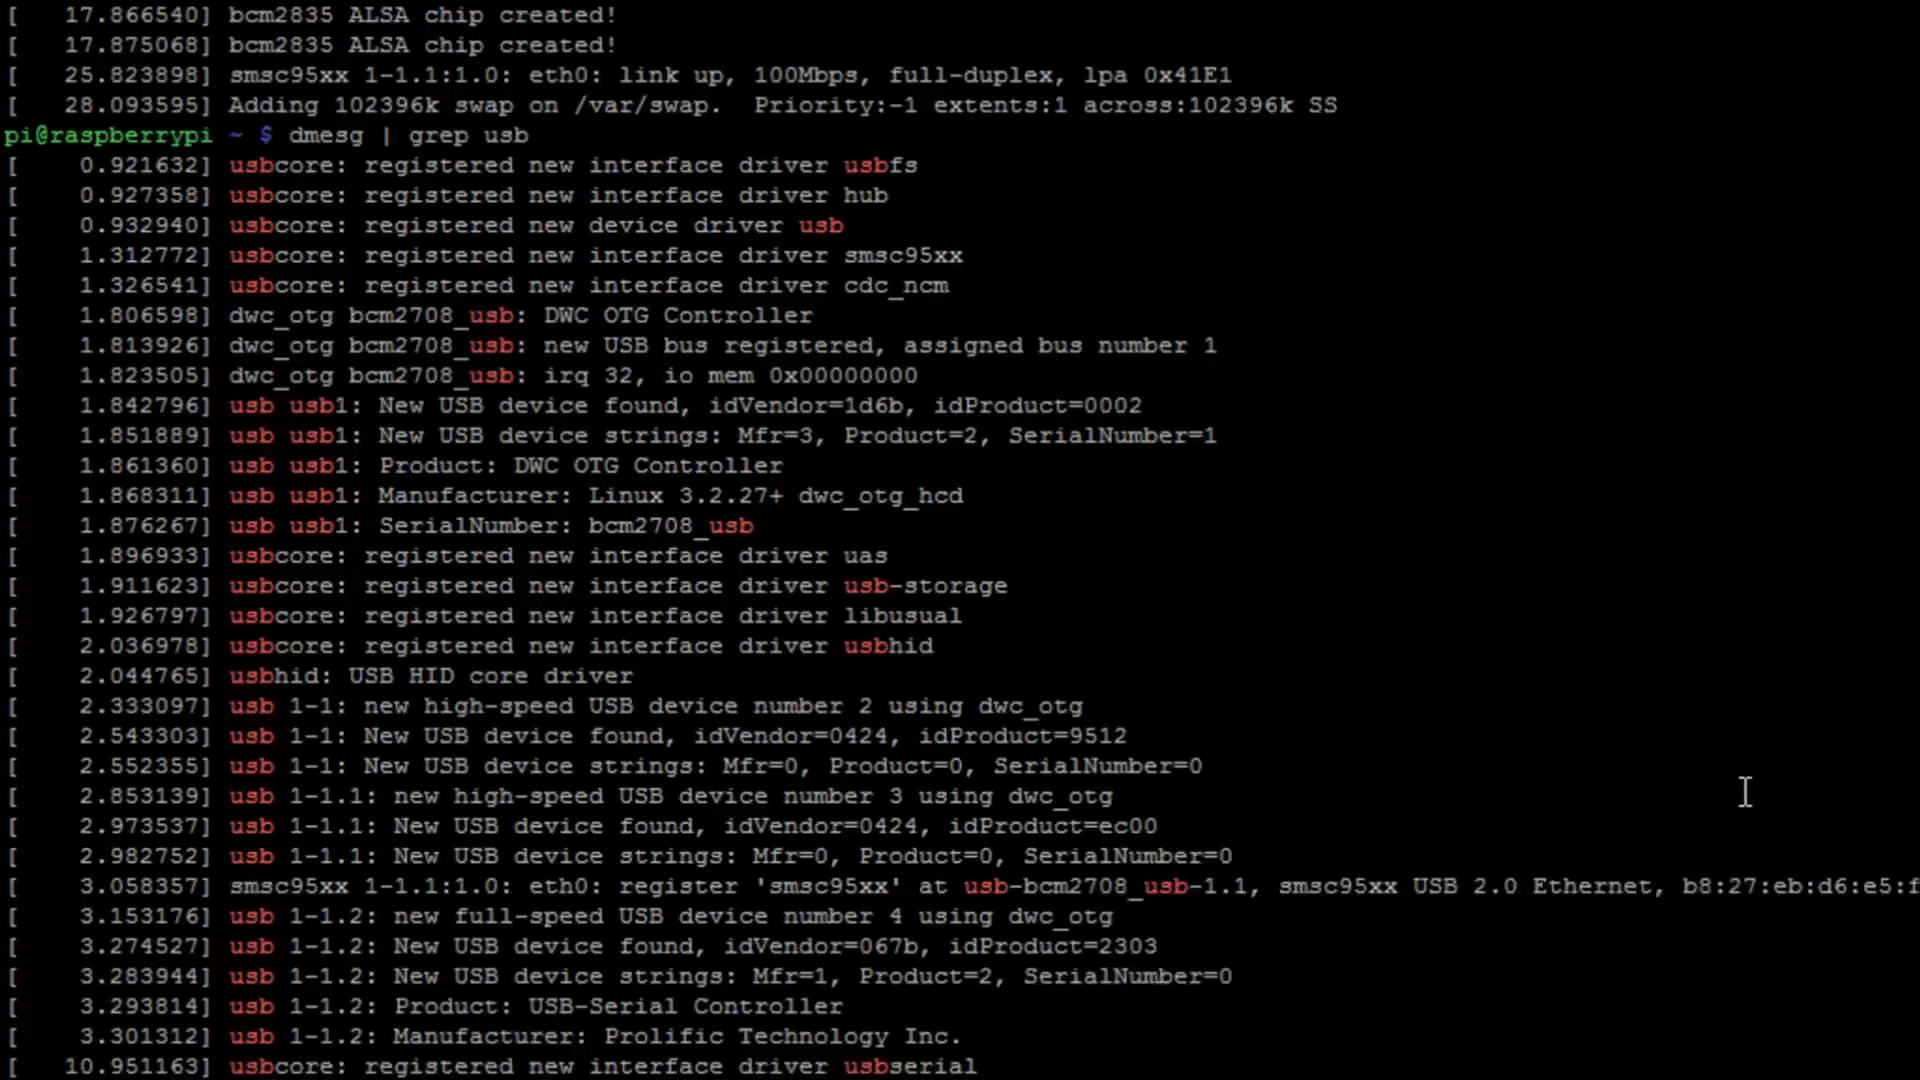 [   17.866540] bcm2835 ALSA chip created!
[   17.875068] bcm2835 ALSA chip created!
[   25.823898] smsc95xx 1-1.1:1.0: eth0: link up, 100Mbps, full-duplex, lpa 0x41E1
[   28.093595] Adding 102396k swap on /var/swap.  Priority:-1 extents:1 across:102396k SS
pi@raspberrypi ~ $ dmesg | grep usb
[    0.921632] usbcore: registered new interface driver usbfs
[    0.927358] usbcore: registered new interface driver hub
[    0.932940] usbcore: registered new device driver usb
[    1.312772] usbcore: registered new interface driver smsc95xx
[    1.326541] usbcore: registered new interface driver cdc_ncm
[    1.806598] dwc_otg bcm2708_usb: DWC OTG Controller
[    1.813926] dwc_otg bcm2708_usb: new USB bus registered, assigned bus number 1
[    1.823505] dwc_otg bcm2708_usb: irq 32, io mem 0x00000000
[    1.842796] usb usb1: New USB device found, idVendor=1d6b, idProduct=0002
[    1.851889] usb usb1: New USB device strings: Mfr=3, Product=2, SerialNumber=1
[    1.861360] usb usb1: Product: DWC OTG Controller
[    1.868311] usb usb1: Manufacturer: Linux 3.2.27+ dwc_otg_hcd
[    1.876267] usb usb1: SerialNumber: bcm2708_usb
[    1.896933] usbcore: registered new interface driver uas
[    1.911623] usbcore: registered new interface driver usb-storage
[    1.926797] usbcore: registered new interface driver libusual
[    2.036978] usbcore: registered new interface driver usbhid
[    2.044765] usbhid: USB HID core driver
[    2.333097] usb 1-1: new high-speed USB device number 2 using dwc_otg
[    2.543303] usb 1-1: New USB device found, idVendor=0424, idProduct=9512
[    2.552355] usb 1-1: New USB device strings: Mfr=0, Product=0, SerialNumber=0
[    2.853139] usb 1-1.1: new high-speed USB device number 3 using dwc_otg
[    2.973537] usb 1-1.1: New USB device found, idVendor=0424, idProduct=ec00
[    2.982752] usb 1-1.1: New USB device strings: Mfr=0, Product=0, SerialNumber=0
[    3.058357] smsc95xx 1-1.1:1.0: eth0: register 'smsc95xx' at usb-bcm2708_usb-1.1, smsc95xx USB 2.0 Ethernet, b8:27:eb:d6:e5:f
[    3.153176] usb 1-1.2: new full-speed USB device number 4 using dwc_otg
[    3.274527] usb 1-1.2: New USB device found, idVendor=067b, idProduct=2303
[    3.283944] usb 1-1.2: New USB device strings: Mfr=1, Product=2, SerialNumber=0
[    3.293814] usb 1-1.2: Product: USB-Serial Controller
[    3.301312] usb 1-1.2: Manufacturer: Prolific Technology Inc.
[   10.951163] usbcore: registered new interface driver usbserial